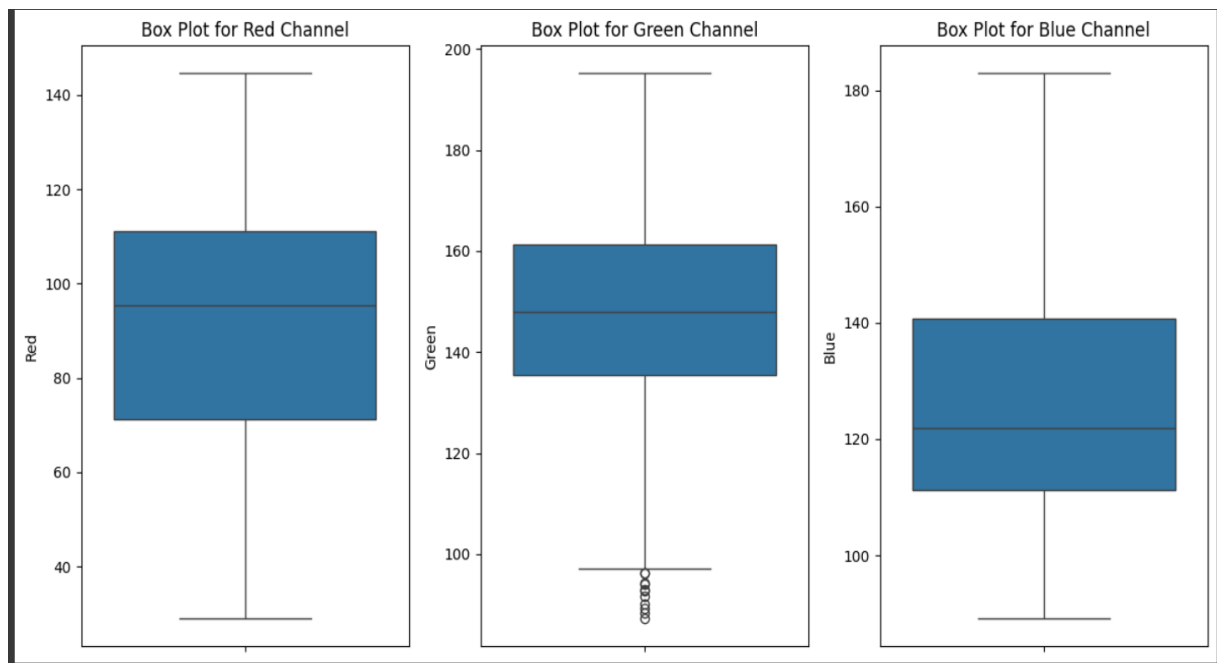 Box Plot for Red Channel
140
120
100
80
60
40
Red
Box Plot for Green Channel
200
180
160
140
120
100
Green
Box Plot for Blue Channel
180
160
140
120
100
Blue